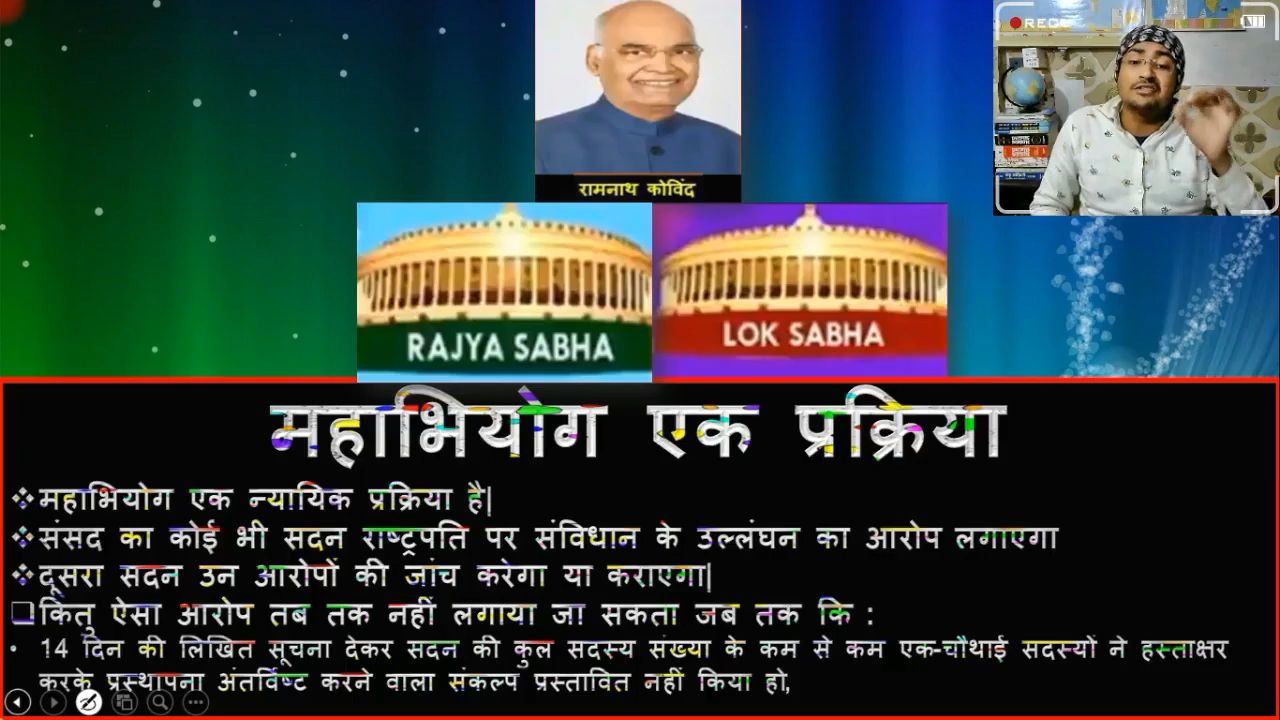 REC
रामनाथ कोविंद
RAJYA SABHA
LOK SABHA
महाभियोग एक प्रक्रिया
❖महाभियोग एक न्यायिक प्रक्रिया है|
❖संसद का कोई भी सदन राष्ट्रपति पर संविधान के उल्लंघन का आरोप लगाएगा
❖दूसरा सदन उन आरोपों की जांच करेगा या कराएगा|
❑किंतु ऐसा आरोप तब तक नहीं लगाया जा सकता जब तक कि :
• 14 दिन की लिखित सूचना देकर सदन की कुल सदस्य संख्या के कम से कम एक-चौथाई सदस्यों ने हस्ताक्षर
करके प्रस्थापना अंतर्विष्ट करने वाला संकल्प प्रस्तावित नहीं किया हो,